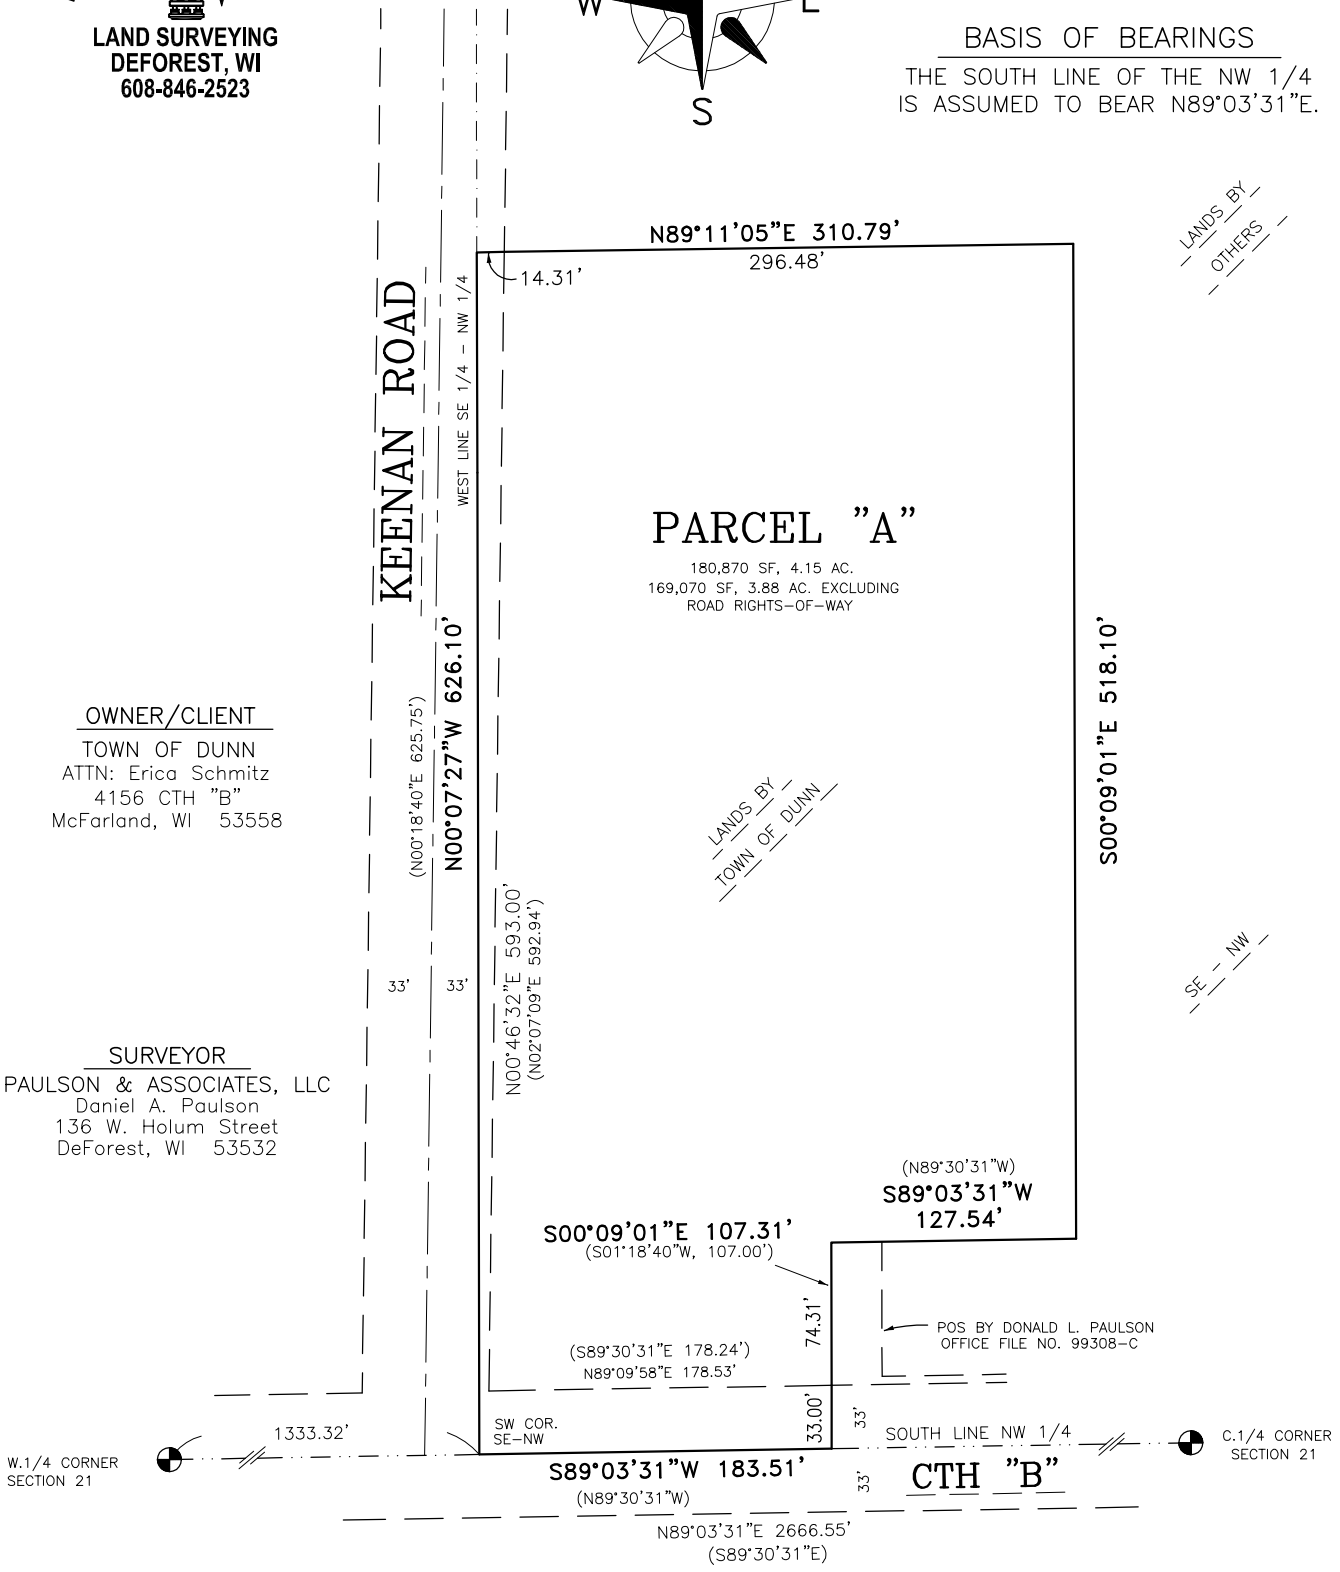 W
E
S
LAND SURVEYING
DEFOREST, WI
608-846-2523
BASIS OF BEARINGS
THE SOUTH LINE OF THE NW 1/4
IS ASSUMED TO BEAR N89°03'31"E.
LANDS BY
OTHERS
N89°11'05"E 310.79'
296.48'
14.31'
KEENAN ROAD
WEST LINE SE 1/4 - NW 1/4
PARCEL "A"
180,870 SF, 4.15 AC.
169,070 SF, 3.88 AC. EXCLUDING
ROAD RIGHTS-OF-WAY
N00°07'27"W 626.10'
(N00°18'40"E 625.75')
S00°09'01"E 518.10'
OWNER/CLIENT
TOWN OF DUNN
ATTN: Erica Schmitz
4156 CTH "B"
McFarland, WI 53558
LANDS BY
TOWN OF DUNN
N00°46'32"E 593.00'
(N02°07'09"E 592.94')
33'
33'
SE - NW
SURVEYOR
PAULSON & ASSOCIATES, LLC
Daniel A. Paulson
136 W. Holum Street
DeForest, WI 53532
(N89°30'31"W)
S89°03'31"W
127.54'
S00°09'01"E 107.31'
(S01°18'40"W, 107.00')
74.31'
POS BY DONALD L. PAULSON
OFFICE FILE NO. 99308-C
(S89°30'31"E 178.24')
N89°09'58"E 178.53'
33.00'
33'
SW COR.
SE-NW
1333.32'
SOUTH LINE NW 1/4
W.1/4 CORNER
SECTION 21
C.1/4 CORNER
SECTION 21
S89°03'31"W 183.51'
(N89°30'31"W)
33'
CTH "B"
N89°03'31"E 2666.55'
(S89°30'31"E)